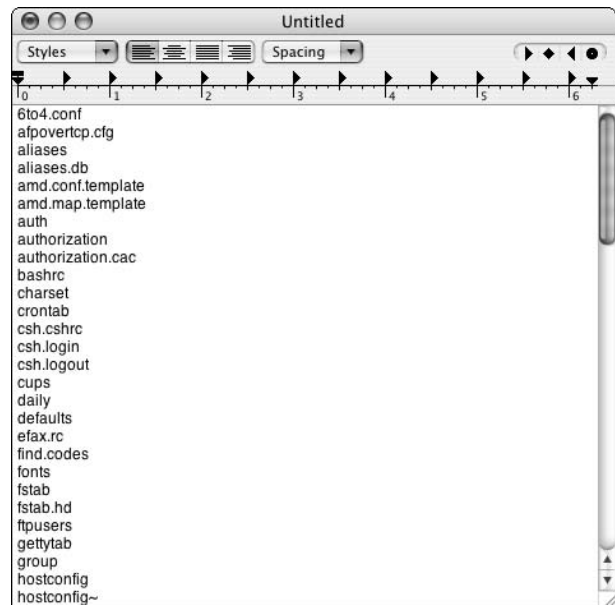 Untitled
Styles Spacing
0 1 2 3 4 5 6
6to4.conf
afpovertcp.cfg
aliases
aliases.db
amd.conf.template
amd.map.template
auth
authorization
authorization.cac
bashrc
charset
crontab
csh.cshrc
csh.login
csh.logout
cups
daily
defaults
efax.rc
find.codes
fonts
fstab
fstab.hd
ftpusers
gettytab
group
hostconfig
hostconfig~